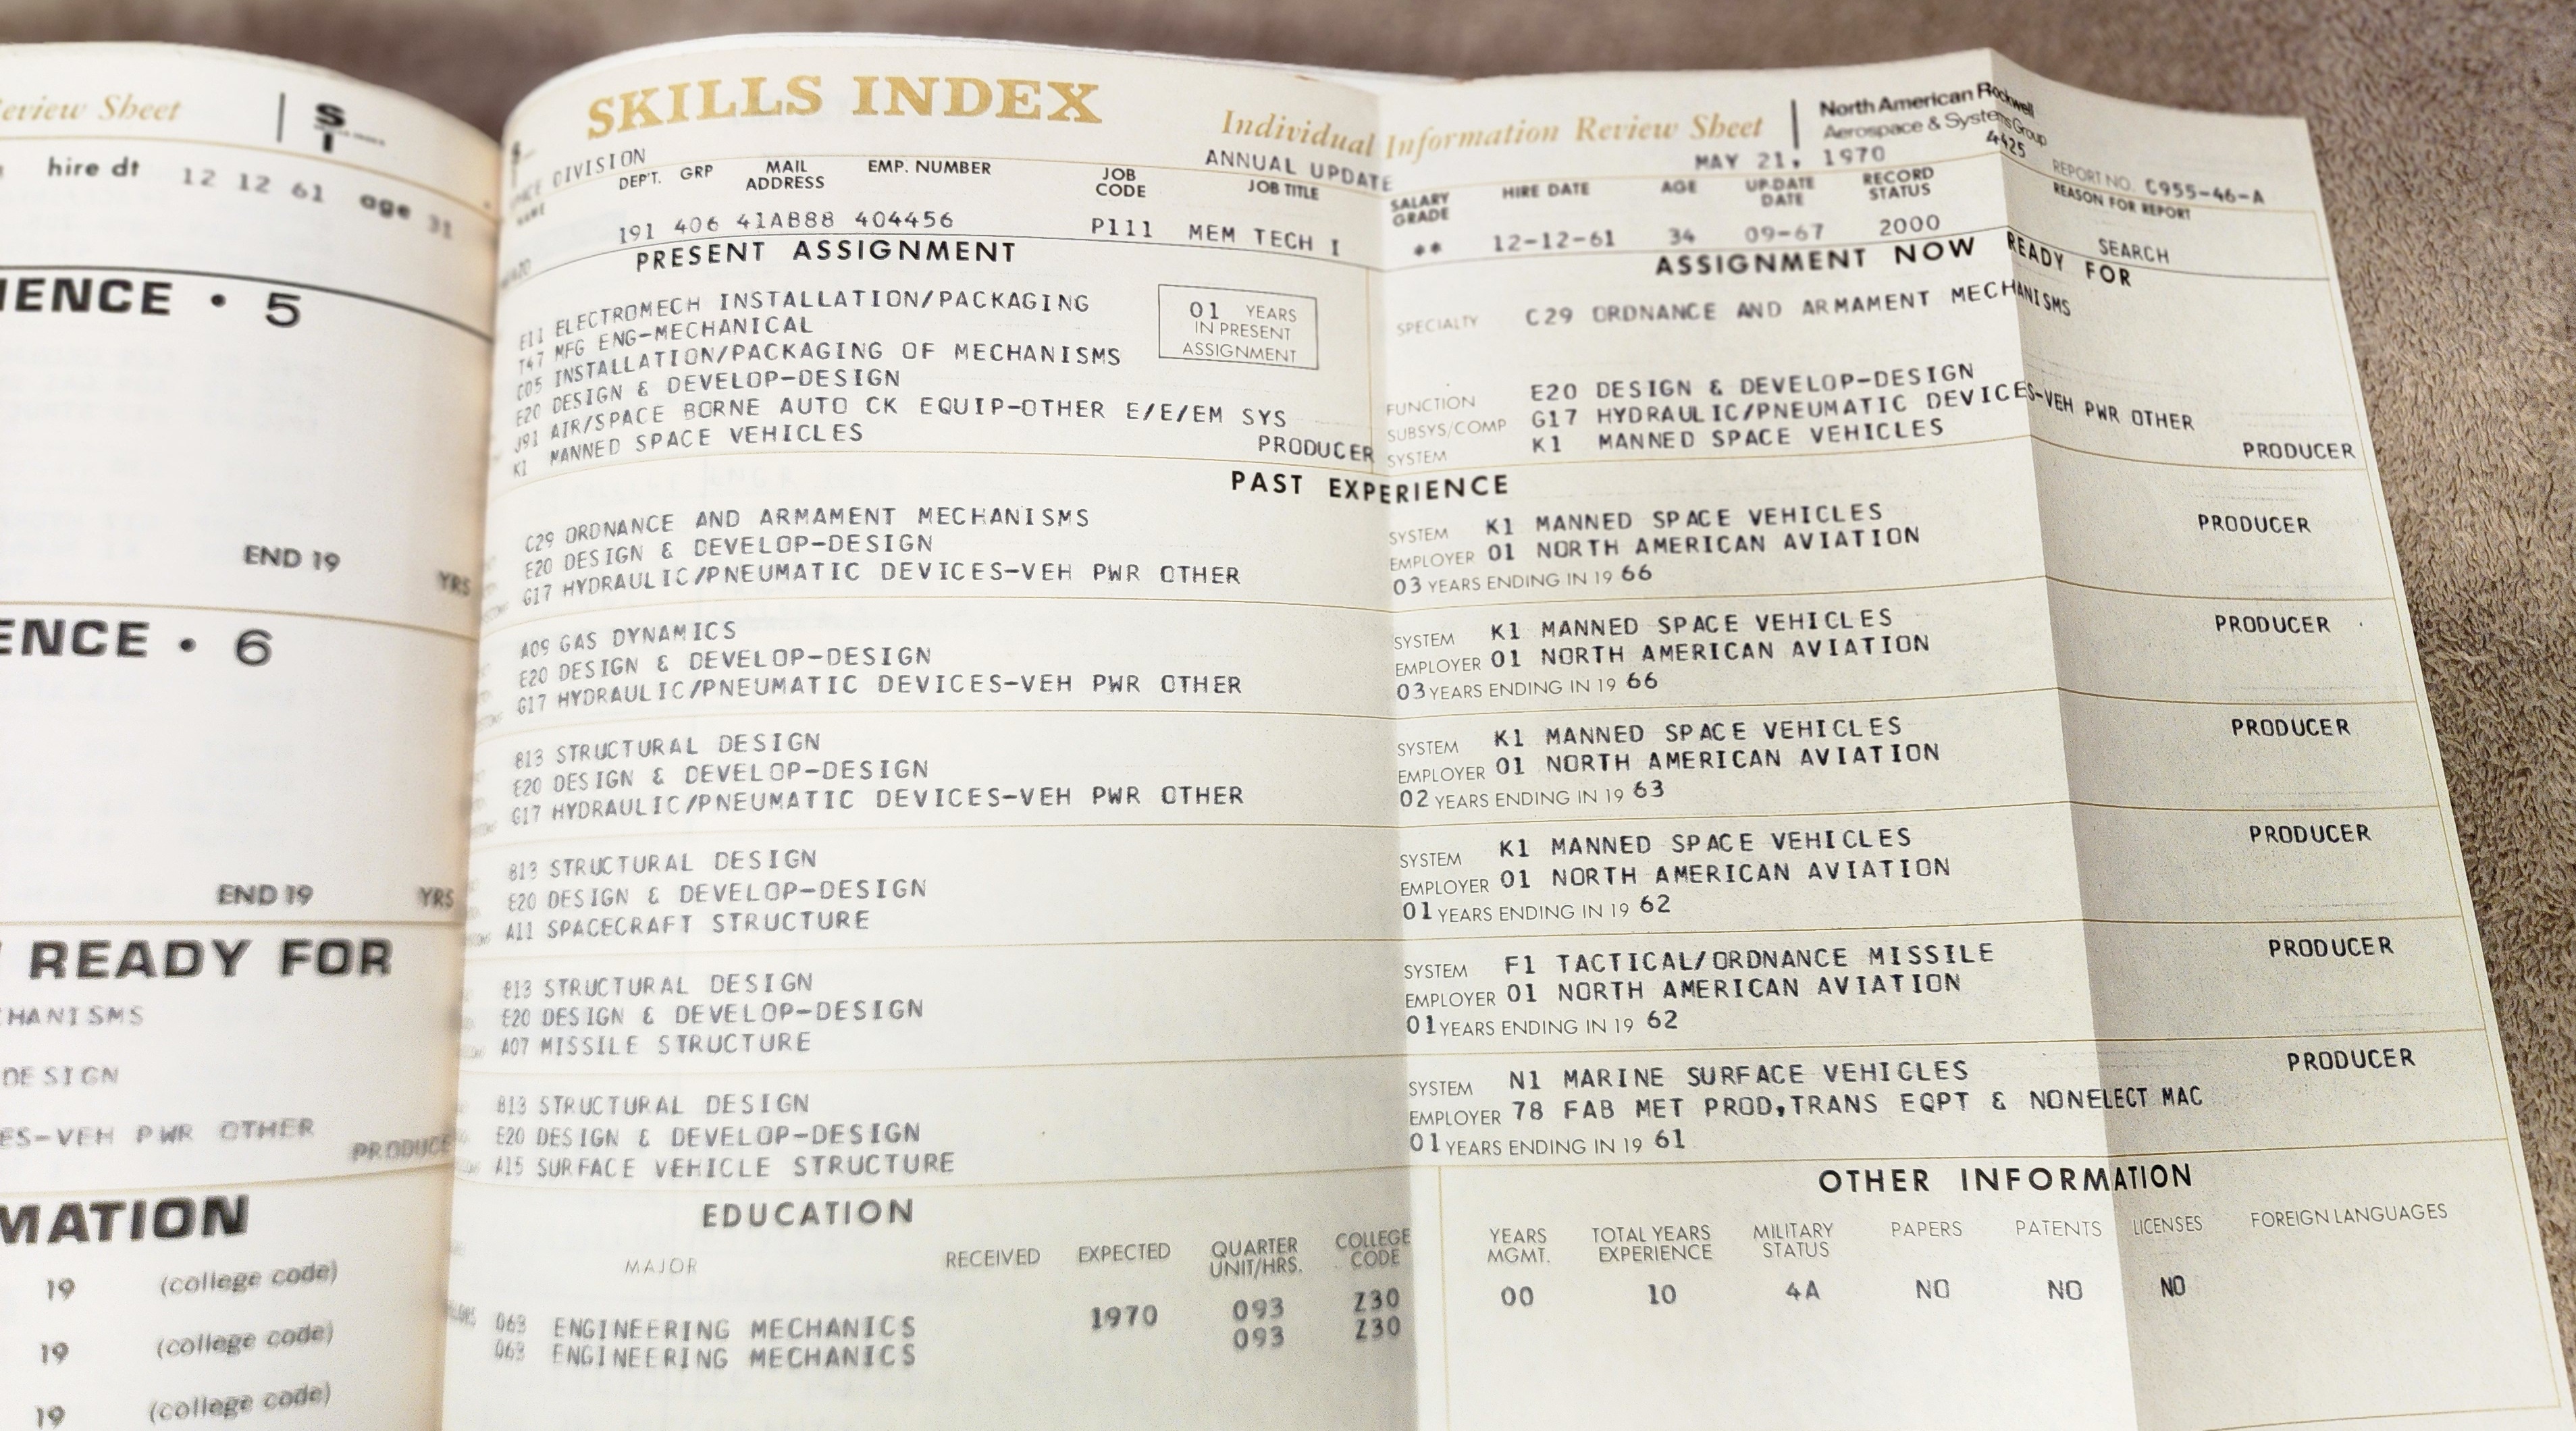 Review Sheet
SI
hire dt 12 12 61 age 31
5
END 19 YRS
6
END 19 YRS
READY FOR
DESIGN
VEH PWR OTHER
19 (college code)
19 (college code)
19 (college code)
SKILLS INDEX
Individual Information Review Sheet
North American Rockwell
Aerospace & Systems Group
DIVISION
ANNUAL UPDATE
MAY 21, 1970
4425
REPORT NO. C955-46-A
NAME DEP'T. GRP MAIL ADDRESS EMP. NUMBER JOB CODE JOB TITLE SALARY GRADE HIRE DATE AGE UP-DATE DATE RECORD STATUS REASON FOR REPORT
191 406 41AB88 404456 P111 MEM TECH I ** 12-12-61 34 09-67 2000 SEARCH
PRESENT ASSIGNMENT
E11 ELECTROMECH INSTALLATION/PACKAGING
T47 MFG ENG-MECHANICAL
C05 INSTALLATION/PACKAGING OF MECHANISMS
E20 DESIGN & DEVELOP-DESIGN
J91 AIR/SPACE BORNE AUTO CK EQUIP-OTHER E/E/EM SYS
K1 MANNED SPACE VEHICLES PRODUCER
01 YEARS
IN PRESENT
ASSIGNMENT
ASSIGNMENT NOW READY FOR
SPECIALTY C29 ORDNANCE AND ARMAMENT MECHANISMS
FUNCTION E20 DESIGN & DEVELOP-DESIGN
SUBSYS/COMP G17 HYDRAULIC/PNEUMATIC DEVICES-VEH PWR OTHER
SYSTEM K1 MANNED SPACE VEHICLES PRODUCER
PAST EXPERIENCE
C29 ORDNANCE AND ARMAMENT MECHANISMS
E20 DESIGN & DEVELOP-DESIGN
G17 HYDRAULIC/PNEUMATIC DEVICES-VEH PWR OTHER
SYSTEM K1 MANNED SPACE VEHICLES PRODUCER
EMPLOYER 01 NORTH AMERICAN AVIATION
03 YEARS ENDING IN 19 66
A09 GAS DYNAMICS
E20 DESIGN & DEVELOP-DESIGN
G17 HYDRAULIC/PNEUMATIC DEVICES-VEH PWR OTHER
SYSTEM K1 MANNED SPACE VEHICLES PRODUCER
EMPLOYER 01 NORTH AMERICAN AVIATION
03 YEARS ENDING IN 19 66
B13 STRUCTURAL DESIGN
E20 DESIGN & DEVELOP-DESIGN
G17 HYDRAULIC/PNEUMATIC DEVICES-VEH PWR OTHER
SYSTEM K1 MANNED SPACE VEHICLES PRODUCER
EMPLOYER 01 NORTH AMERICAN AVIATION
02 YEARS ENDING IN 19 63
B13 STRUCTURAL DESIGN
E20 DESIGN & DEVELOP-DESIGN
A11 SPACECRAFT STRUCTURE
SYSTEM K1 MANNED SPACE VEHICLES PRODUCER
EMPLOYER 01 NORTH AMERICAN AVIATION
01 YEARS ENDING IN 19 62
B13 STRUCTURAL DESIGN
E20 DESIGN & DEVELOP-DESIGN
A07 MISSILE STRUCTURE
SYSTEM F1 TACTICAL/ORDNANCE MISSILE PRODUCER
EMPLOYER 01 NORTH AMERICAN AVIATION
01 YEARS ENDING IN 19 62
B13 STRUCTURAL DESIGN
E20 DESIGN & DEVELOP-DESIGN
A15 SURFACE VEHICLE STRUCTURE
SYSTEM N1 MARINE SURFACE VEHICLES PRODUCER
EMPLOYER 78 FAB MET PROD,TRANS EQPT & NONELECT MAC
01 YEARS ENDING IN 19 61
EDUCATION
MAJOR RECEIVED EXPECTED QUARTER UNIT/HRS. COLLEGE CODE
063 ENGINEERING MECHANICS 1970 093 Z30
063 ENGINEERING MECHANICS 093 Z30
OTHER INFORMATION
YEARS MGMT. TOTAL YEARS EXPERIENCE MILITARY STATUS PAPERS PATENTS LICENSES FOREIGN LANGUAGES
00 10 4A NO NO NO